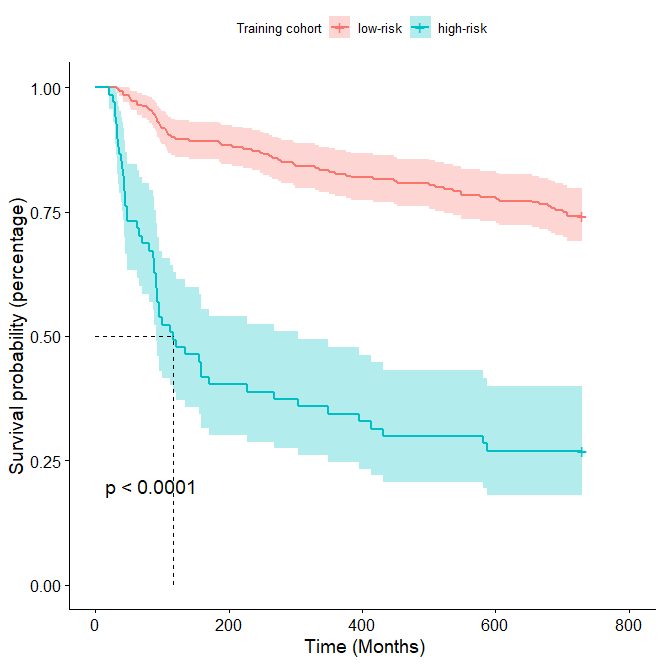 Training cohort low-risk high-risk
Survival probability (percentage)
1.00
0.75
0.50
0.25
0.00
p < 0.0001
0 200 400 600 800
Time (Months)